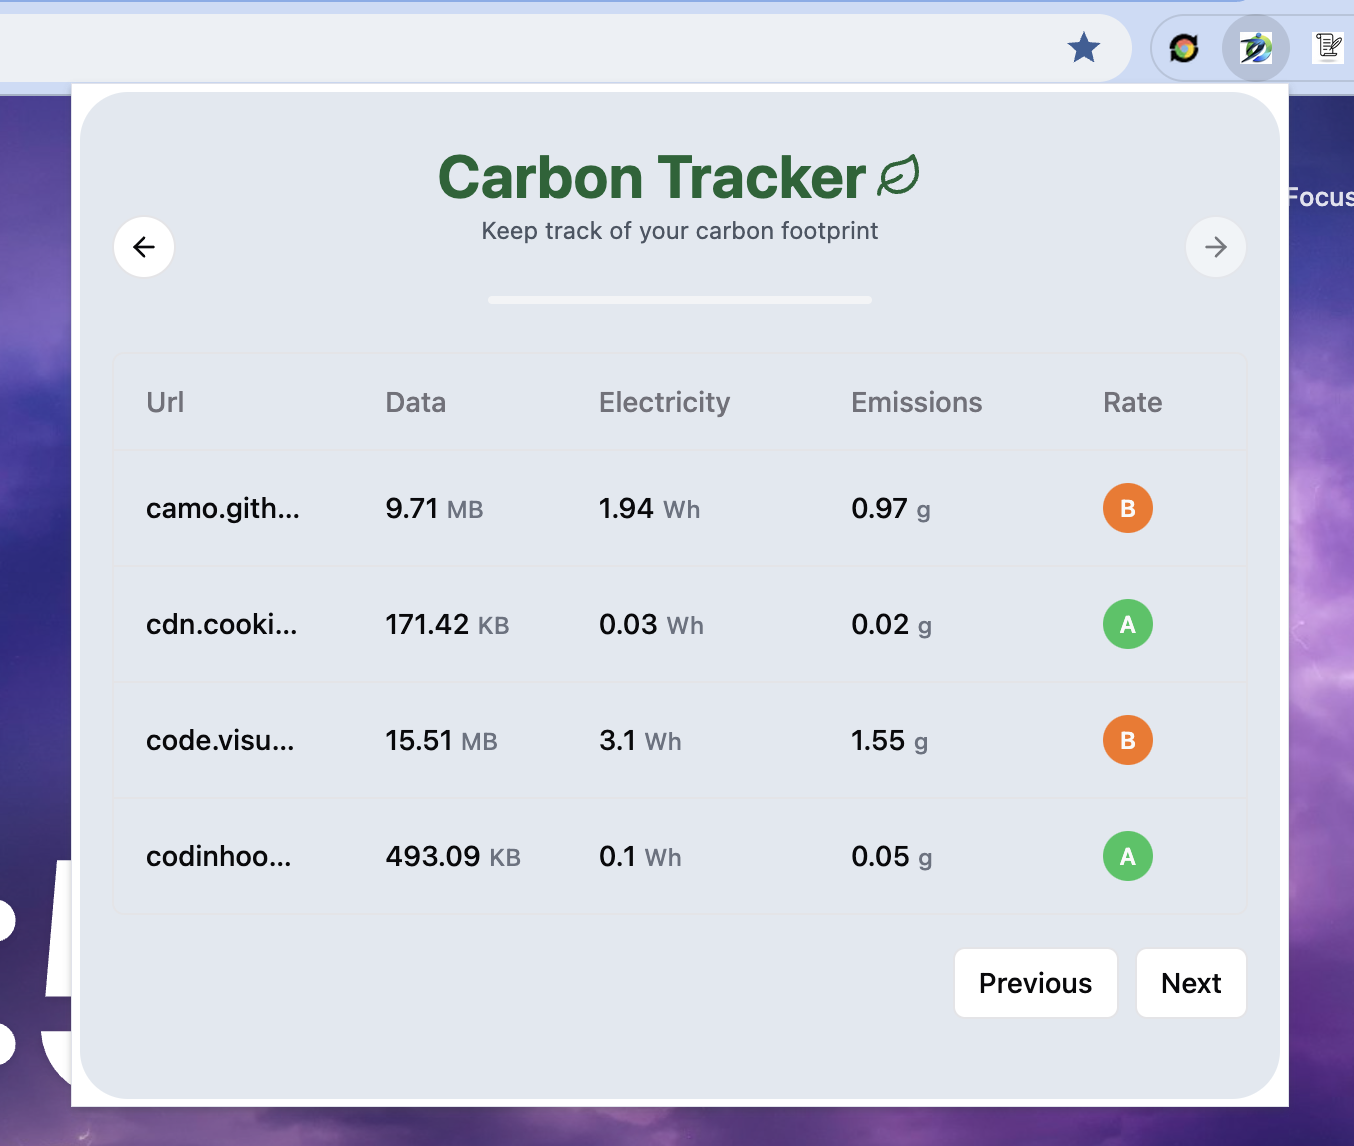 Carbon Tracker
Keep track of your carbon footprint
Focus
Url Data Electricity Emissions Rate
camo.gith... 9.71 MB 1.94 Wh 0.97 g B
cdn.cooki... 171.42 KB 0.03 Wh 0.02 g A
code.visu... 15.51 MB 3.1 Wh 1.55 g B
codinhoo... 493.09 KB 0.1 Wh 0.05 g A
Previous Next